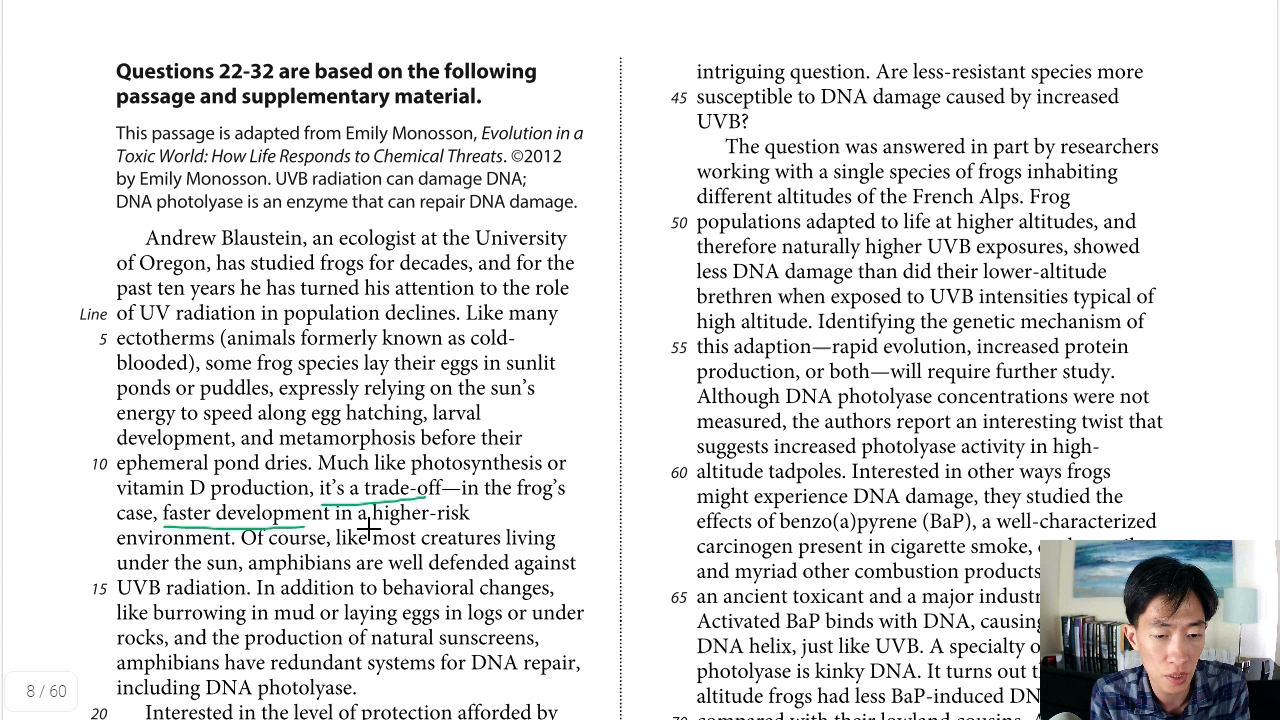 Questions 22-32 are based on the following
passage and supplementary material.
This passage is adapted from Emily Monosson, Evolution in a
Toxic World: How Life Responds to Chemical Threats. ©2012
by Emily Monosson. UVB radiation can damage DNA;
DNA photolyase is an enzyme that can repair DNA damage.
Andrew Blaustein, an ecologist at the University
of Oregon, has studied frogs for decades, and for the
past ten years he has turned his attention to the role
Line of UV radiation in population declines. Like many
5 ectotherms (animals formerly known as cold-
blooded), some frog species lay their eggs in sunlit
ponds or puddles, expressly relying on the sun's
energy to speed along egg hatching, larval
development, and metamorphosis before their
10 ephemeral pond dries. Much like photosynthesis or
vitamin D production, it's a trade-off—in the frog's
case, faster development in a higher-risk
environment. Of course, like most creatures living
under the sun, amphibians are well defended against
15 UVB radiation. In addition to behavioral changes,
like burrowing in mud or laying eggs in logs or under
rocks, and the production of natural sunscreens,
amphibians have redundant systems for DNA repair,
including DNA photolyase.
20 Interested in the level of protection afforded by
8 / 60
intriguing question. Are less-resistant species more
45 susceptible to DNA damage caused by increased
UVB?
The question was answered in part by researchers
working with a single species of frogs inhabiting
different altitudes of the French Alps. Frog
50 populations adapted to life at higher altitudes, and
therefore naturally higher UVB exposures, showed
less DNA damage than did their lower-altitude
brethren when exposed to UVB intensities typical of
high altitude. Identifying the genetic mechanism of
55 this adaption—rapid evolution, increased protein
production, or both—will require further study.
Although DNA photolyase concentrations were not
measured, the authors report an interesting twist that
suggests increased photolyase activity in high-
60 altitude tadpoles. Interested in other ways frogs
might experience DNA damage, they studied the
effects of benzo(a)pyrene (BaP), a well-characterized
carcinogen present in cigarette smoke,
and myriad other combustion products
65 an ancient toxicant and a major
Activated BaP binds with DNA, causing
DNA helix, just like UVB. A specialty
photolyase is kinky DNA. It turns out
altitude frogs had less BaP-induced
70 compared with their lowland cousins.